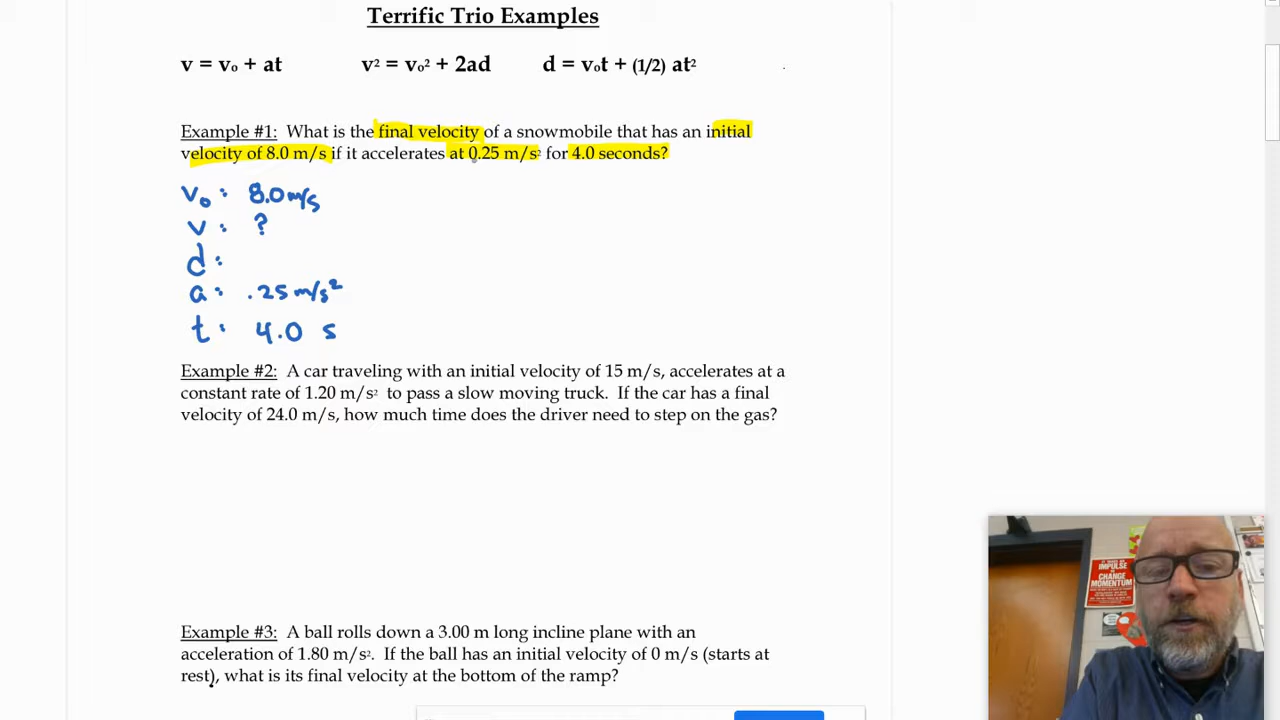 Terrific Trio Examples
v = v₀ + at v² = v₀² + 2ad d = v₀t + (1/2) at²
Example #1: What is the final velocity of a snowmobile that has an initial
velocity of 8.0 m/s if it accelerates at 0.25 m/s² for 4.0 seconds?
v₀ : 8.0 m/s
v : ?
d :
a : .25 m/s²
t : 4.0 s
Example #2: A car traveling with an initial velocity of 15 m/s, accelerates at a
constant rate of 1.20 m/s² to pass a slow moving truck. If the car has a final
velocity of 24.0 m/s, how much time does the driver need to step on the gas?
Example #3: A ball rolls down a 3.00 m long incline plane with an
acceleration of 1.80 m/s². If the ball has an initial velocity of 0 m/s (starts at
rest), what is its final velocity at the bottom of the ramp?
IMPULSE
CHANGE
MOMENTUM